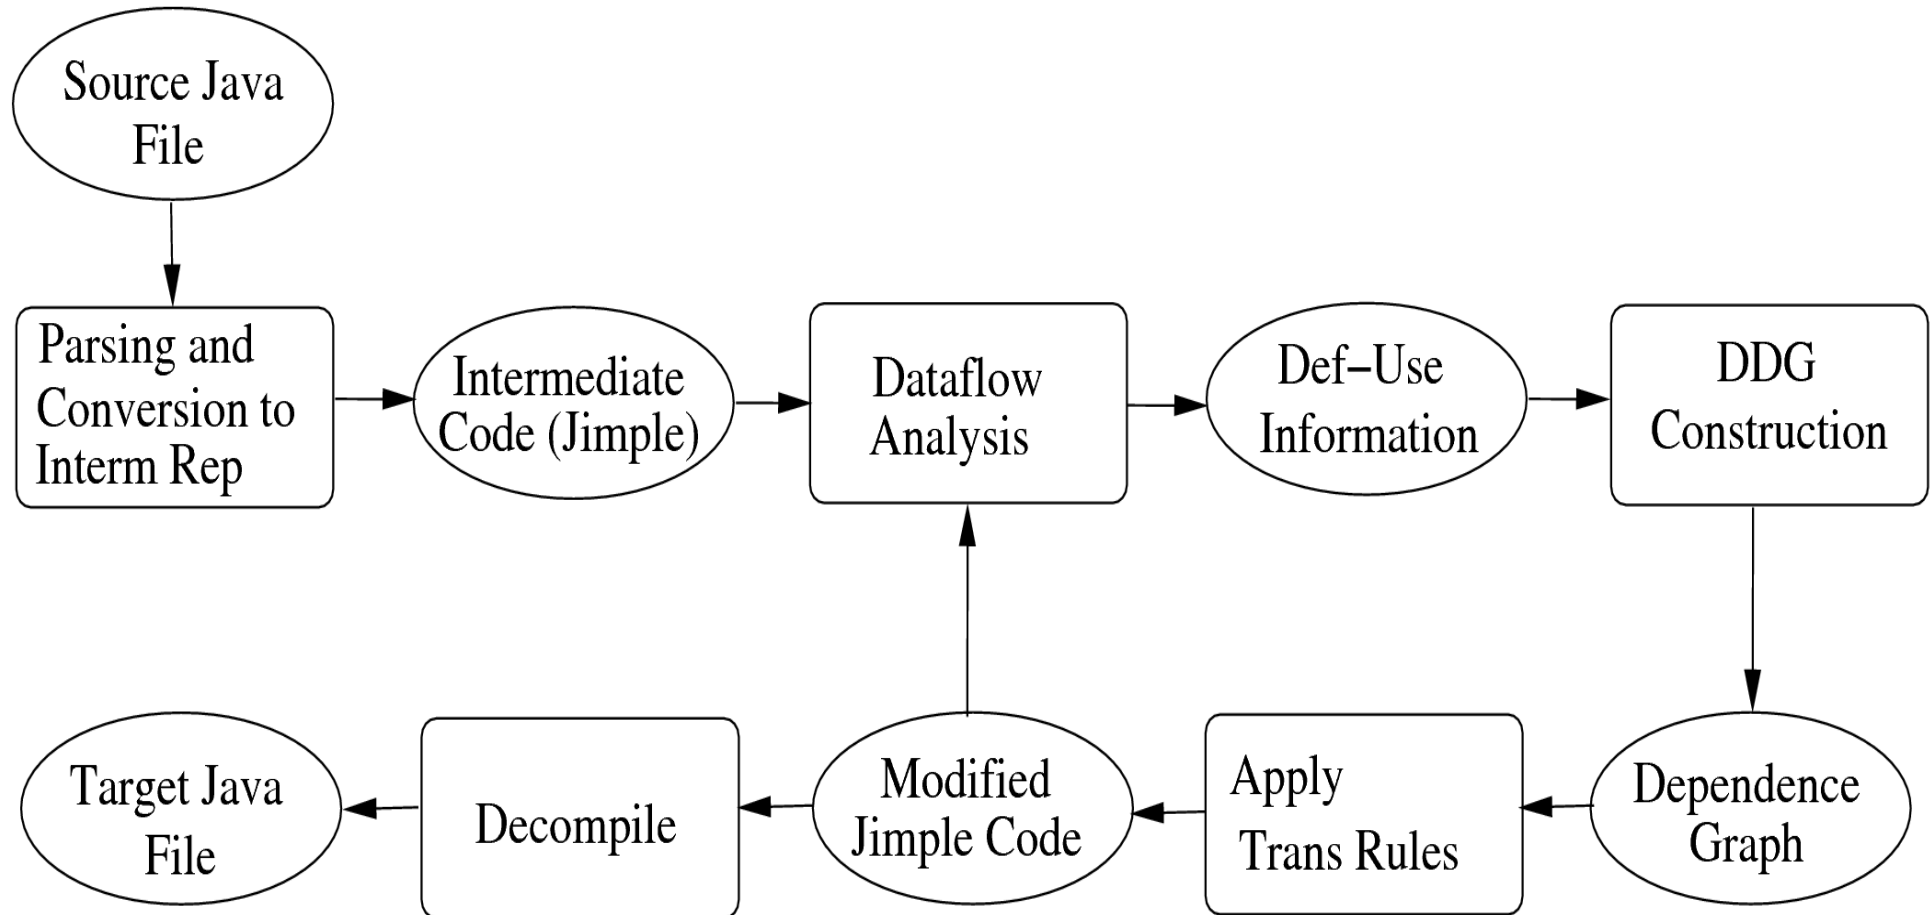 Source Java
File
Parsing and
Conversion to
Interm Rep
Intermediate
Code (Jimple)
Dataflow
Analysis
Def–Use
Information
DDG
Construction
Target Java
File
Decompile
Modified
Jimple Code
Apply
Trans Rules
Dependence
Graph